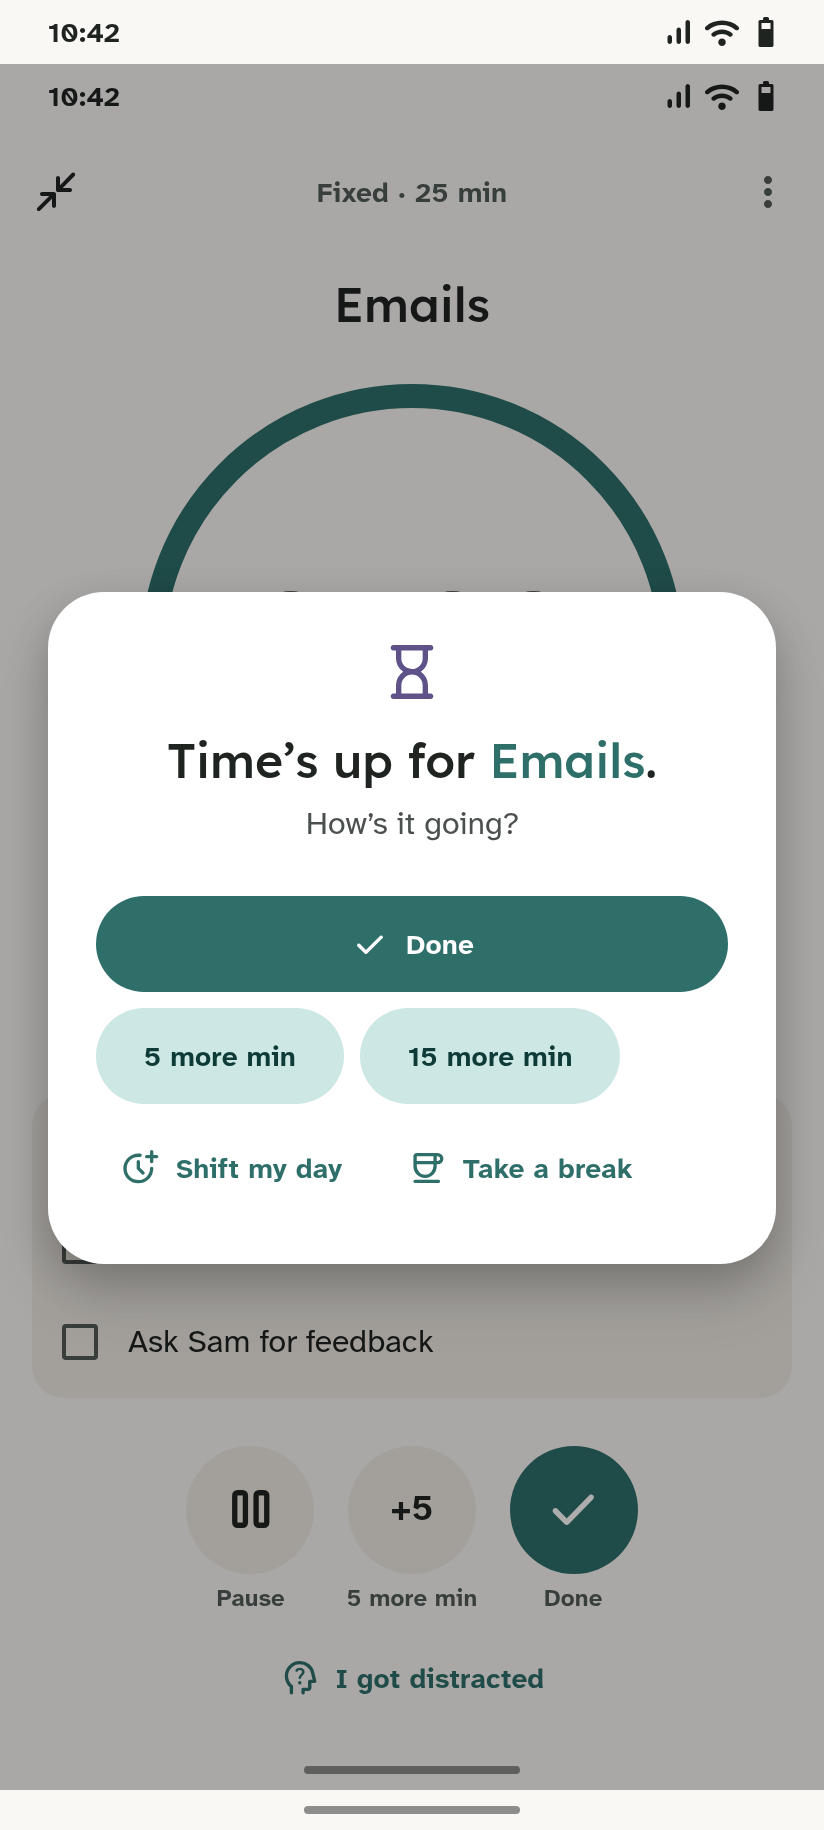 10:42
10:42
Fixed · 25 min
Emails
Time’s up for Emails.
How’s it going?
Done
5 more min
15 more min
Shift my day
Take a break
Ask Sam for feedback
+5
Pause
5 more min
Done
I got distracted